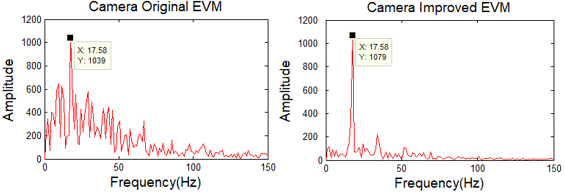 Camera Original EVM
1200
1000
800
600
400
200
0
0 50 100 150
Amplitude
Frequency(Hz)
X: 17.58
Y: 1039
Camera Improved EVM
1200
1000
800
600
400
200
0
0 50 100 150
Amplitude
Frequency(Hz)
X: 17.58
Y: 1079